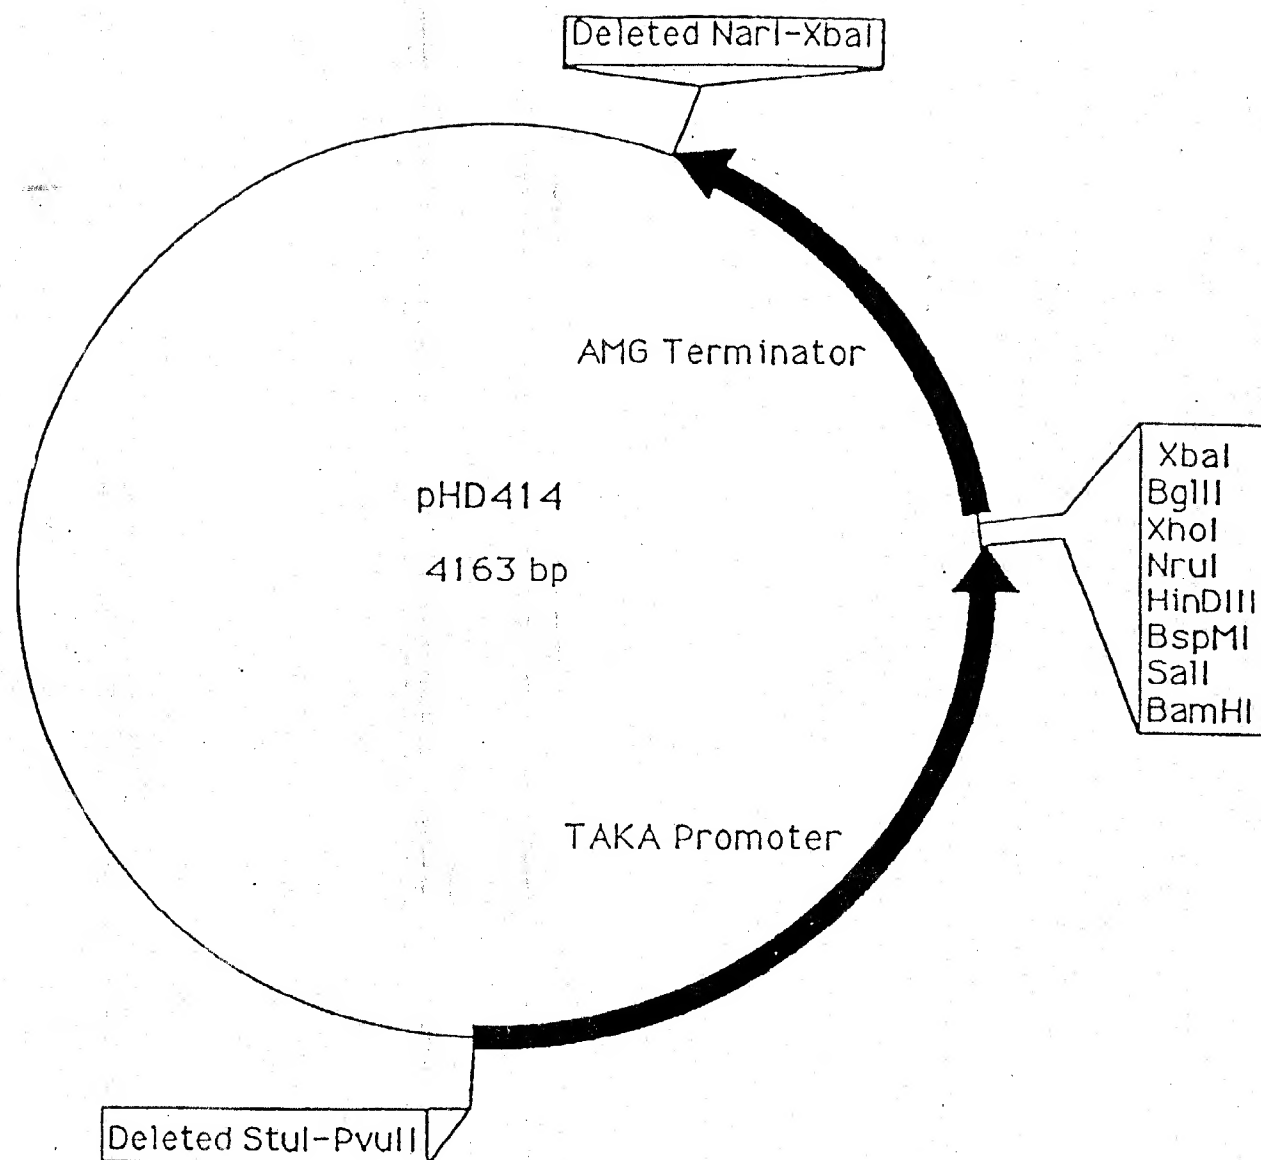 Deleted NarI-XbaI
AMG Terminator
pHD414
4163 bp
XbaI
BglII
XhoI
NruI
HinDIII
BspMI
SalI
BamHI
TAKA Promoter
Deleted StuI-PvuII